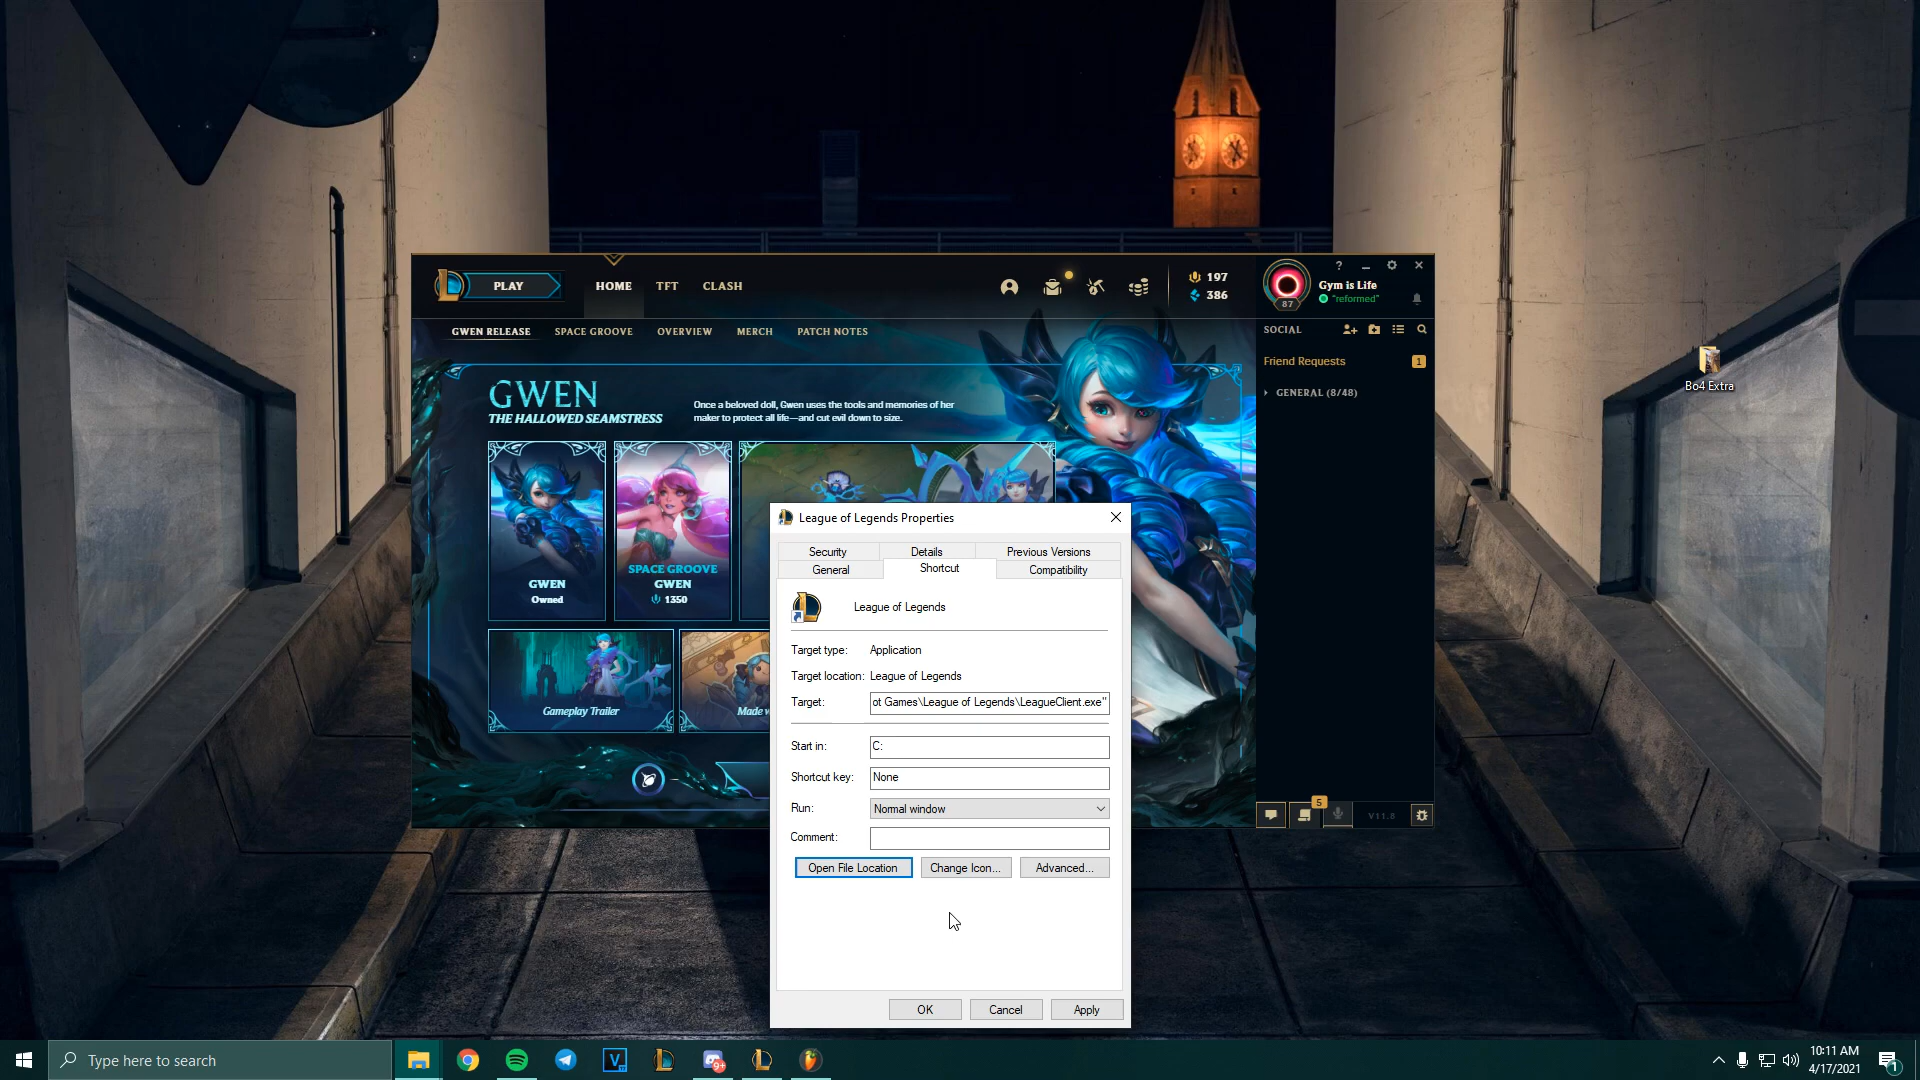 PLAY
HOME
TFT
CLASH
197
386
87
Gym is Life
"reformed"
?
GWEN RELEASE
SPACE GROOVE
OVERVIEW
MERCH
PATCH NOTES
SOCIAL
Friend Requests
1
GENERAL (8/48)
GWEN
THE HALLOWED SEAMSTRESS
Once a beloved doll, Gwen uses the tools and memories of her
maker to protect all life—and cut evil down to size.
GWEN
Owned
SPACE GROOVE
GWEN
1350
Gameplay Trailer
Made w
5
V11.8
Bo4 Extra
League of Legends Properties
Security
Details
Previous Versions
General
Shortcut
Compatibility
League of Legends
Target type:
Application
Target location:
League of Legends
Target:
ot Games\League of Legends\LeagueClient.exe"
Start in:
C:
Shortcut key:
None
Run:
Normal window
Comment:
Open File Location
Change Icon...
Advanced...
OK
Cancel
Apply
Type here to search
V
9+
10:11 AM
4/17/2021
1